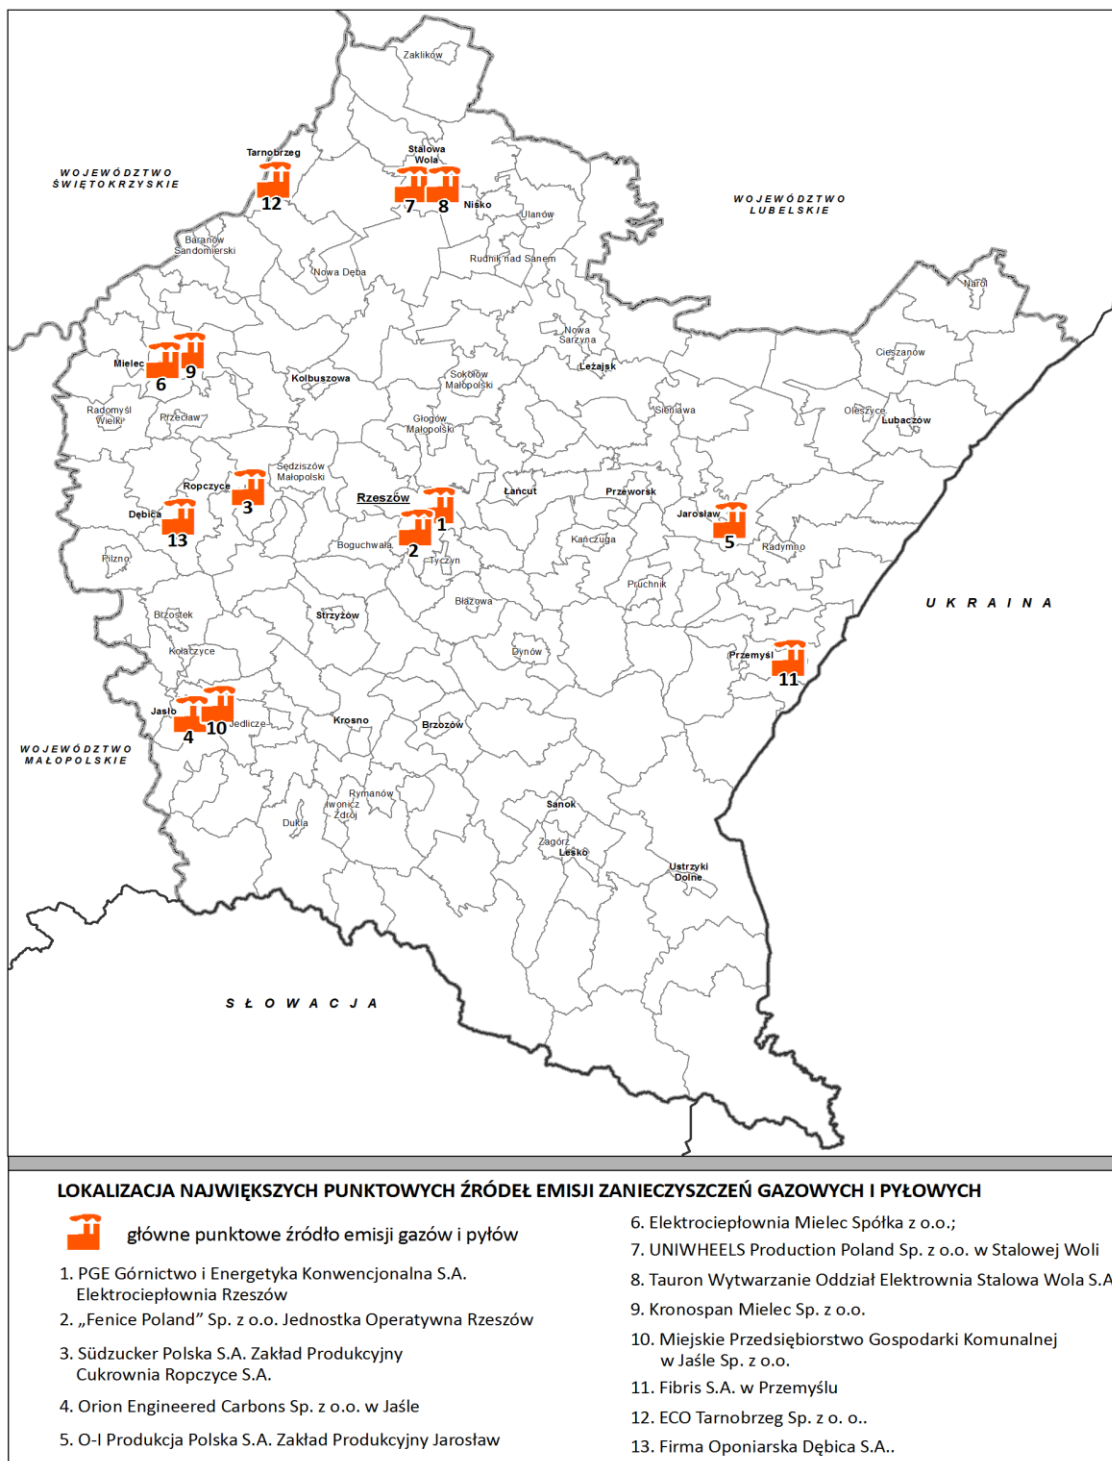 Zaklików
Tarnobrzeg
Stalowa
Wola
WOJEWÓDZTWO
ŚWIĘTOKRZYSKIE
12
7
8
Nisko
Ulanów
WOJEWÓDZTWO
LUBELSKIE
Baranów
Sandomierski
Nowa Dęba
Rudnik nad Sanem
Narol
Nowa
Sarzyna
Cieszanów
Mielec
6
9
Kolbuszowa
Sokołów
Małopolski
Leżajsk
Radomyśl
Wielki
Przecław
Głogów
Małopolski
Sieniawa
Oleszyce
Lubaczów
Sędziszów
Małopolski
Ropczyce
3
Rzeszów
1
Łańcut
Przeworsk
Dębica
13
Jarosław
5
Boguchwała
2
Tyczyn
Kańczuga
Radymno
Pilzno
Pruchnik
Błażowa
UKRAINA
Brzostek
Strzyżów
Kołaczyce
Dynów
Przemyśl
11
Jasło
4
10
Jedlicze
Krosno
Brzozów
WOJEWÓDZTWO
MAŁOPOLSKIE
Rymanów
Iwonicz
Zdrój
Dukla
Sanok
Zagórz
Lesko
Ustrzyki
Dolne
SŁOWACJA
LOKALIZACJA NAJWIĘKSZYCH PUNKTOWYCH ŹRÓDEŁ EMISJI ZANIECZYSZCZEŃ GAZOWYCH I PYŁOWYCH
główne punktowe źródło emisji gazów i pyłów
1. PGE Górnictwo i Energetyka Konwencjonalna S.A.
Elektrociepłownia Rzeszów
2. „Fenice Poland” Sp. z o.o. Jednostka Operatywna Rzeszów
3. Südzucker Polska S.A. Zakład Produkcyjny
Cukrownia Ropczyce S.A.
4. Orion Engineered Carbons Sp. z o.o. w Jaśle
5. O-I Produkcja Polska S.A. Zakład Produkcyjny Jarosław
6. Elektrociepłownia Mielec Spółka z o.o.;
7. UNIWHEELS Production Poland Sp. z o.o. w Stalowej Woli
8. Tauron Wytwarzanie Oddział Elektrownia Stalowa Wola S.A
9. Kronospan Mielec Sp. z o.o.
10. Miejskie Przedsiębiorstwo Gospodarki Komunalnej
w Jaśle Sp. z o.o.
11. Fibris S.A. w Przemyślu
12. ECO Tarnobrzeg Sp. z o. o..
13. Firma Oponiarska Dębica S.A..